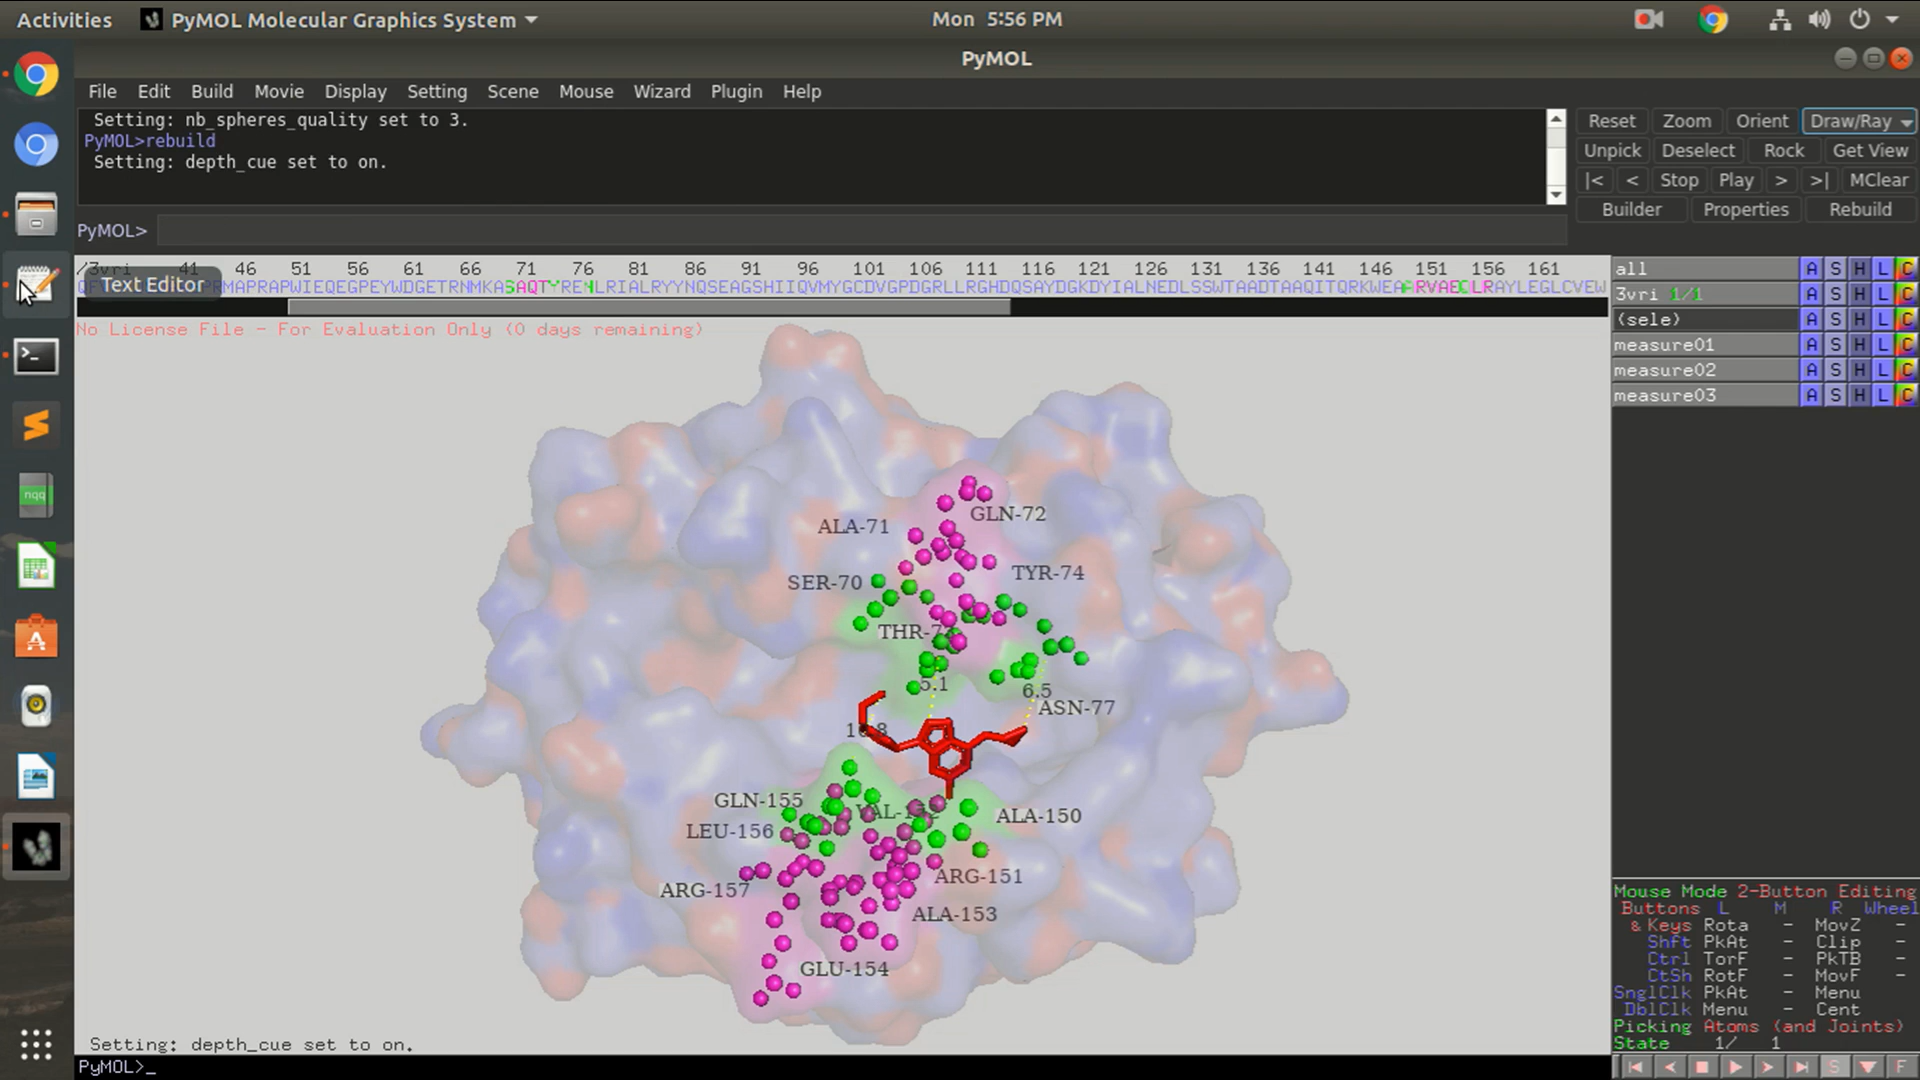 Activities PyMOL Molecular Graphics System Mon 5:56 PM
PyMOL
File Edit Build Movie Display Setting Scene Mouse Wizard Plugin Help
Setting: nb_spheres_quality set to 3.
PyMOL>rebuild
Setting: depth_cue set to on.
PyMOL>
Reset Zoom Orient Draw/Ray
Unpick Deselect Rock Get View
|< < Stop Play > >| MClear
Builder Properties Rebuild
/3vri 41 46 51 56 61 66 71 76 81 86 91 96 101 106 111 116 121 126 131 136 141 146 151 156 161
RMAPRAPWIEQEGPEYWDGETRNMKASAQTYRENLRIALRYYNQSEAGSHIIQVMYGCDVGPDGRLLRGHDQSAYDGKDYIALNEDLSSWTAADTAAQITQRKWEAARVAEQLRAYLEGLCVEW
Text Editor
No License File - For Evaluation Only (0 days remaining)
GLN-72
ALA-71
TYR-74
SER-70
5.1
6.5
ASN-77
GLN-155
ALA-150
LEU-156
ARG-151
ARG-157
ALA-153
GLU-154
Setting: depth_cue set to on.
PyMOL>_
all A S H L C
3vri 1/1 A S H L C
(sele) A S H L C
measure01 A S H L C
measure02 A S H L C
measure03 A S H L C
Mouse Mode 2-Button Editing
Buttons L M R Wheel
& Keys Rota - MovZ -
Shft PkAt - Clip -
Ctrl TorF - PkTB -
CtSh RotF - MovF -
SnglClk PkAt - Menu
DblClk Menu - Cent
Picking Atoms (and Joints)
State 1/ 1
S F
nqq